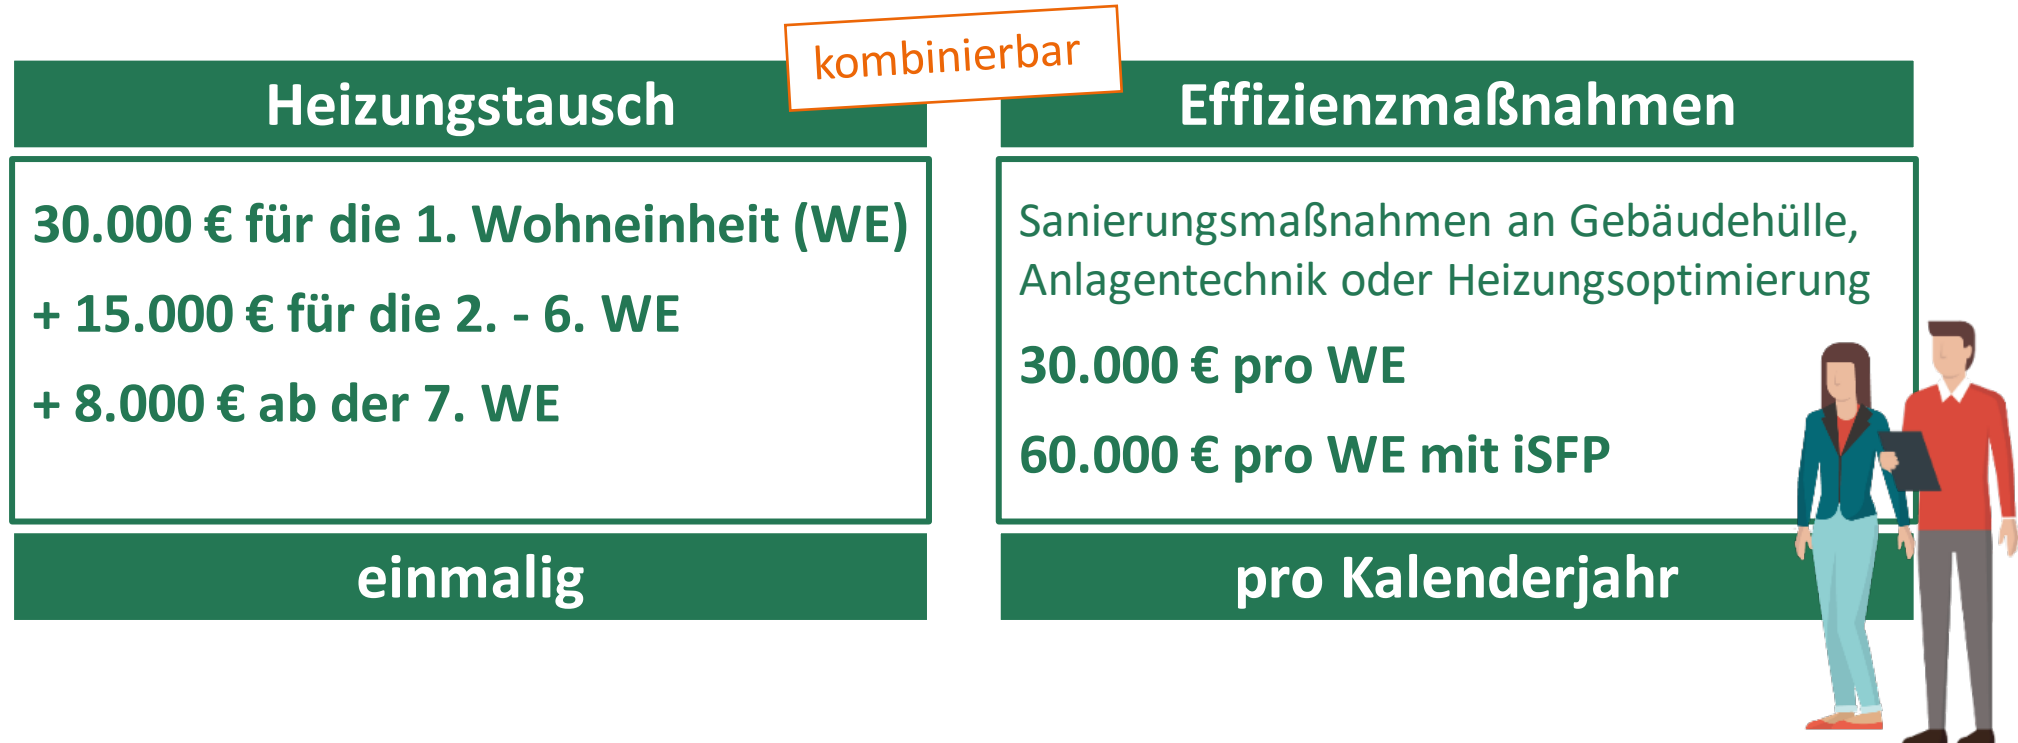 kombinierbar
Heizungstausch
30.000 € für die 1. Wohneinheit (WE)
+ 15.000 € für die 2. - 6. WE
+ 8.000 € ab der 7. WE
einmalig
Effizienzmaßnahmen
Sanierungsmaßnahmen an Gebäudehülle,
Anlagentechnik oder Heizungsoptimierung
30.000 € pro WE
60.000 € pro WE mit iSFP
pro Kalenderjahr